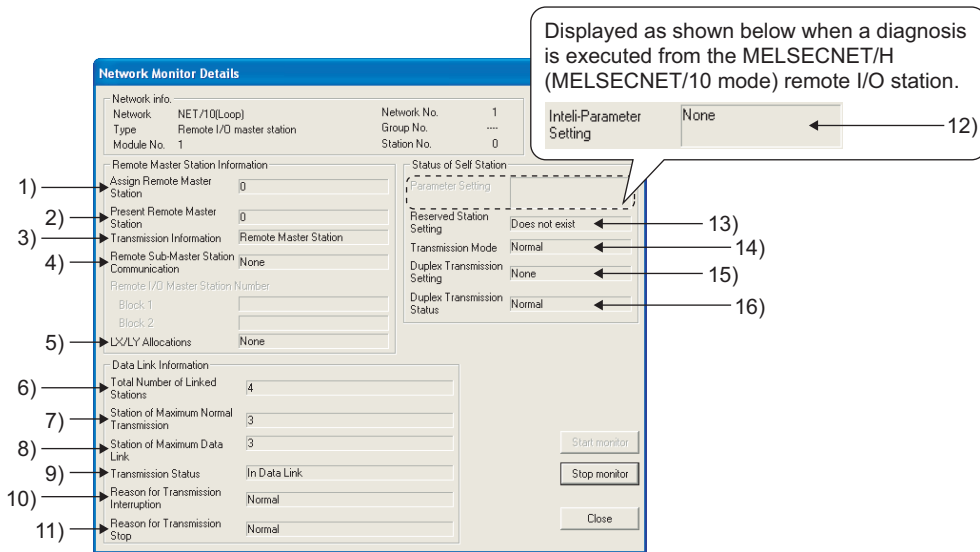 Displayed as shown below when a diagnosis
is executed from the MELSECNET/H
(MELSECNET/10 mode) remote I/O station.
Inteli-Parameter
Setting
None
12)
Network Monitor Details
Network info.
Network NET/10(Loop)
Type Remote I/O master station
Module No. 1
Network No. 1
Group No. ----
Station No. 0
Remote Master Station Information
1)
Assign Remote Master
Station
0
2)
Present Remote Master
Station
0
3)
Transmission Information
Remote Master Station
4)
Remote Sub-Master Station
Communication
None
Remote I/O Master Station Number
Block 1
Block 2
5)
LX/LY Allocations
None
Status of Self Station
Parameter Setting
Reserved Station
Setting
Does not exist
13)
Transmission Mode
Normal
14)
Duplex Transmission
Setting
None
15)
Duplex Transmission
Status
Normal
16)
Data Link Information
6)
Total Number of Linked
Stations
4
7)
Station of Maximum Normal
Transmission
3
8)
Station of Maximum Data
Link
3
9)
Transmission Status
In Data Link
10)
Reason for Transmission
Interruption
Normal
11)
Reason for Transmission
Stop
Normal
Start monitor
Stop monitor
Close